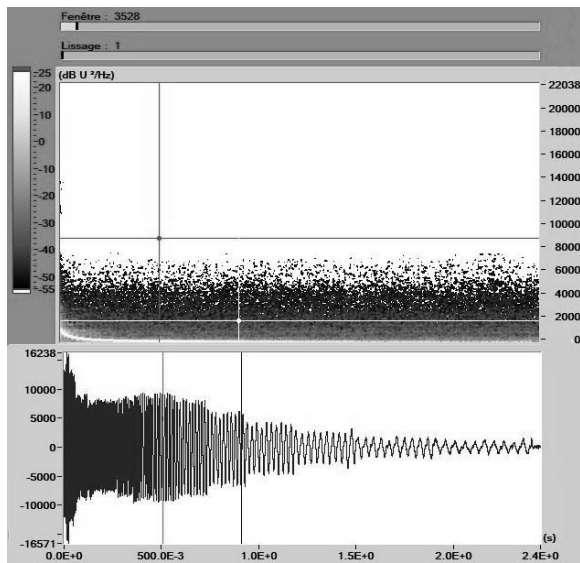 Fenêtre : 3528
Lissage : 1
(dB U ²/Hz)
-25
-20
-10
-0
-10
-20
-30
-40
-50
-55
- 22038
- 20000
- 18000
- 16000
- 14000
- 12000
- 10000
- 8000
- 6000
- 4000
- 2000
- 0
16238
10000
5000
0
-5000
-10000
-16571
0.0E+0
500.0E-3
1.0E+0
1.5E+0
2.0E+0
2.4E+0
(s)